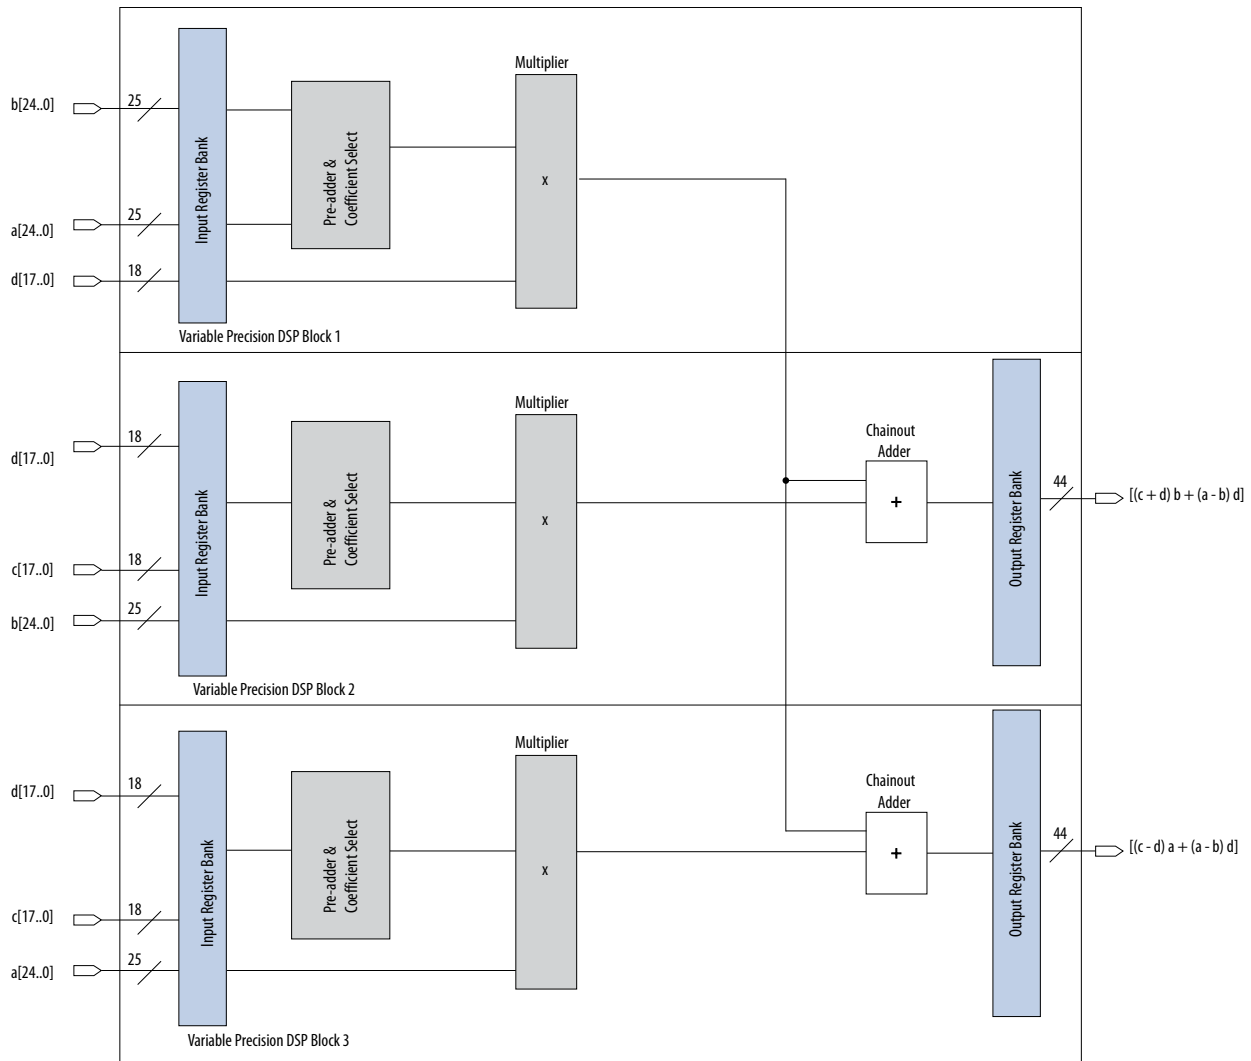 Multiplier
b[24..0]
25
Input Register Bank
Pre-adder &
Coefficient Select
x
a[24..0]
25
d[17..0]
18
Variable Precision DSP Block 1
Multiplier
d[17..0]
18
Input Register Bank
Pre-adder &
Coefficient Select
x
Chainout
Adder
+
Output Register Bank
44
[(c + d) b + (a - b) d]
c[17..0]
18
b[24..0]
25
Variable Precision DSP Block 2
Multiplier
d[17..0]
18
Input Register Bank
Pre-adder &
Coefficient Select
x
Chainout
Adder
+
Output Register Bank
44
[(c - d) a + (a - b) d]
c[17..0]
18
a[24..0]
25
Variable Precision DSP Block 3